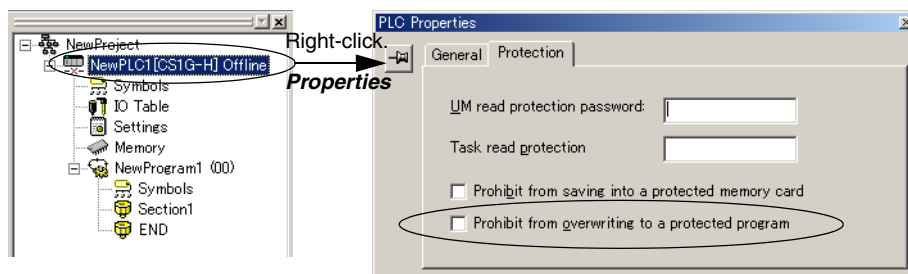 NewProject
NewPLC1[CS1G-H] Offline
Symbols
IO Table
Settings
Memory
NewProgram1 (00)
Symbols
Section1
END
Right-click.
Properties
PLC Properties
General
Protection
UM read protection password:
Task read protection
Prohibit from saving into a protected memory card
Prohibit from overwriting to a protected program